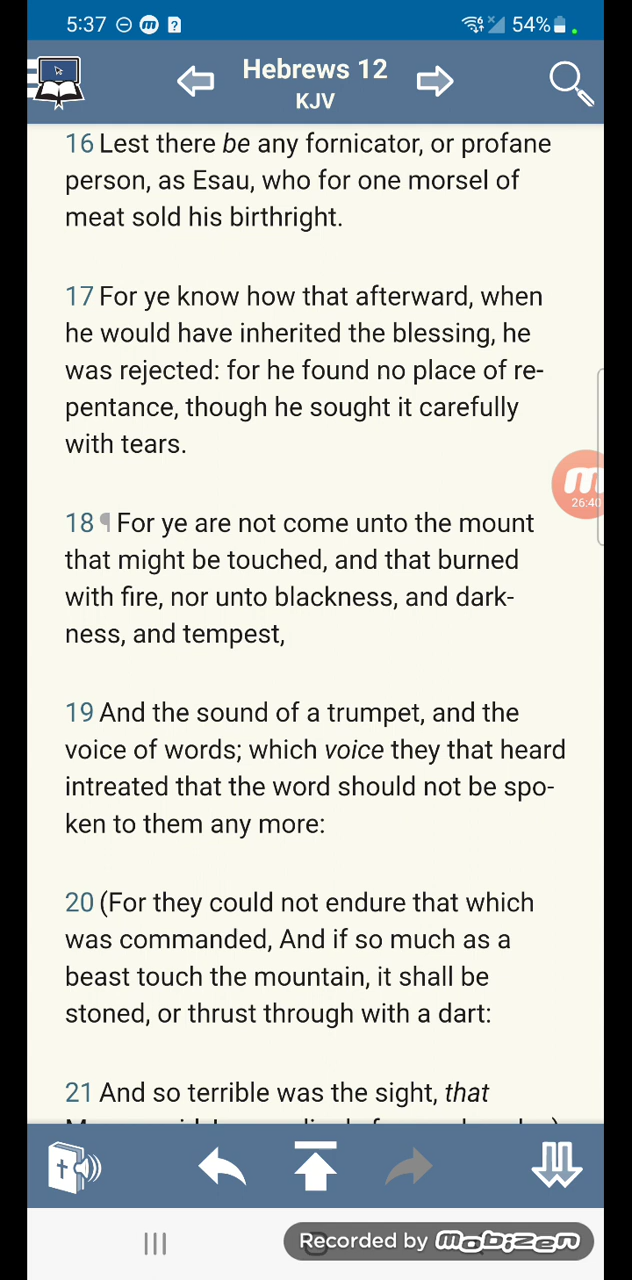 5:37 54%
Hebrews 12
KJV
16 Lest there be any fornicator, or profane
person, as Esau, who for one morsel of
meat sold his birthright.
17 For ye know how that afterward, when
he would have inherited the blessing, he
was rejected: for he found no place of re-
pentance, though he sought it carefully
with tears.
26:40
18 ¶ For ye are not come unto the mount
that might be touched, and that burned
with fire, nor unto blackness, and dark-
ness, and tempest,
19 And the sound of a trumpet, and the
voice of words; which voice they that heard
intreated that the word should not be spo-
ken to them any more:
20 (For they could not endure that which
was commanded, And if so much as a
beast touch the mountain, it shall be
stoned, or thrust through with a dart:
21 And so terrible was the sight, that
Recorded by mobizen